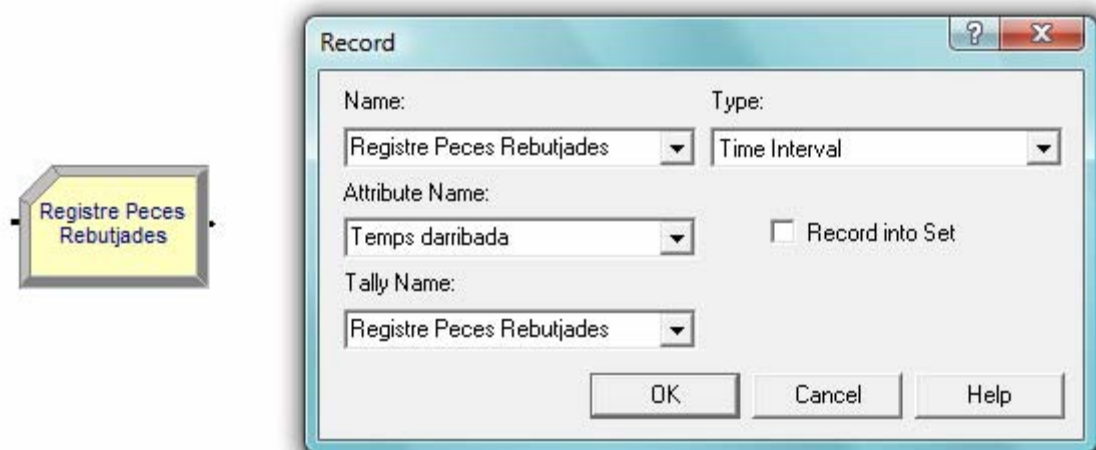 Registre Peces
Rebutjades
Record
?
Name:
Type:
Registre Peces Rebutjades
Time Interval
Attribute Name:
Temps darribada
Record into Set
Tally Name:
Registre Peces Rebutjades
OK
Cancel
Help